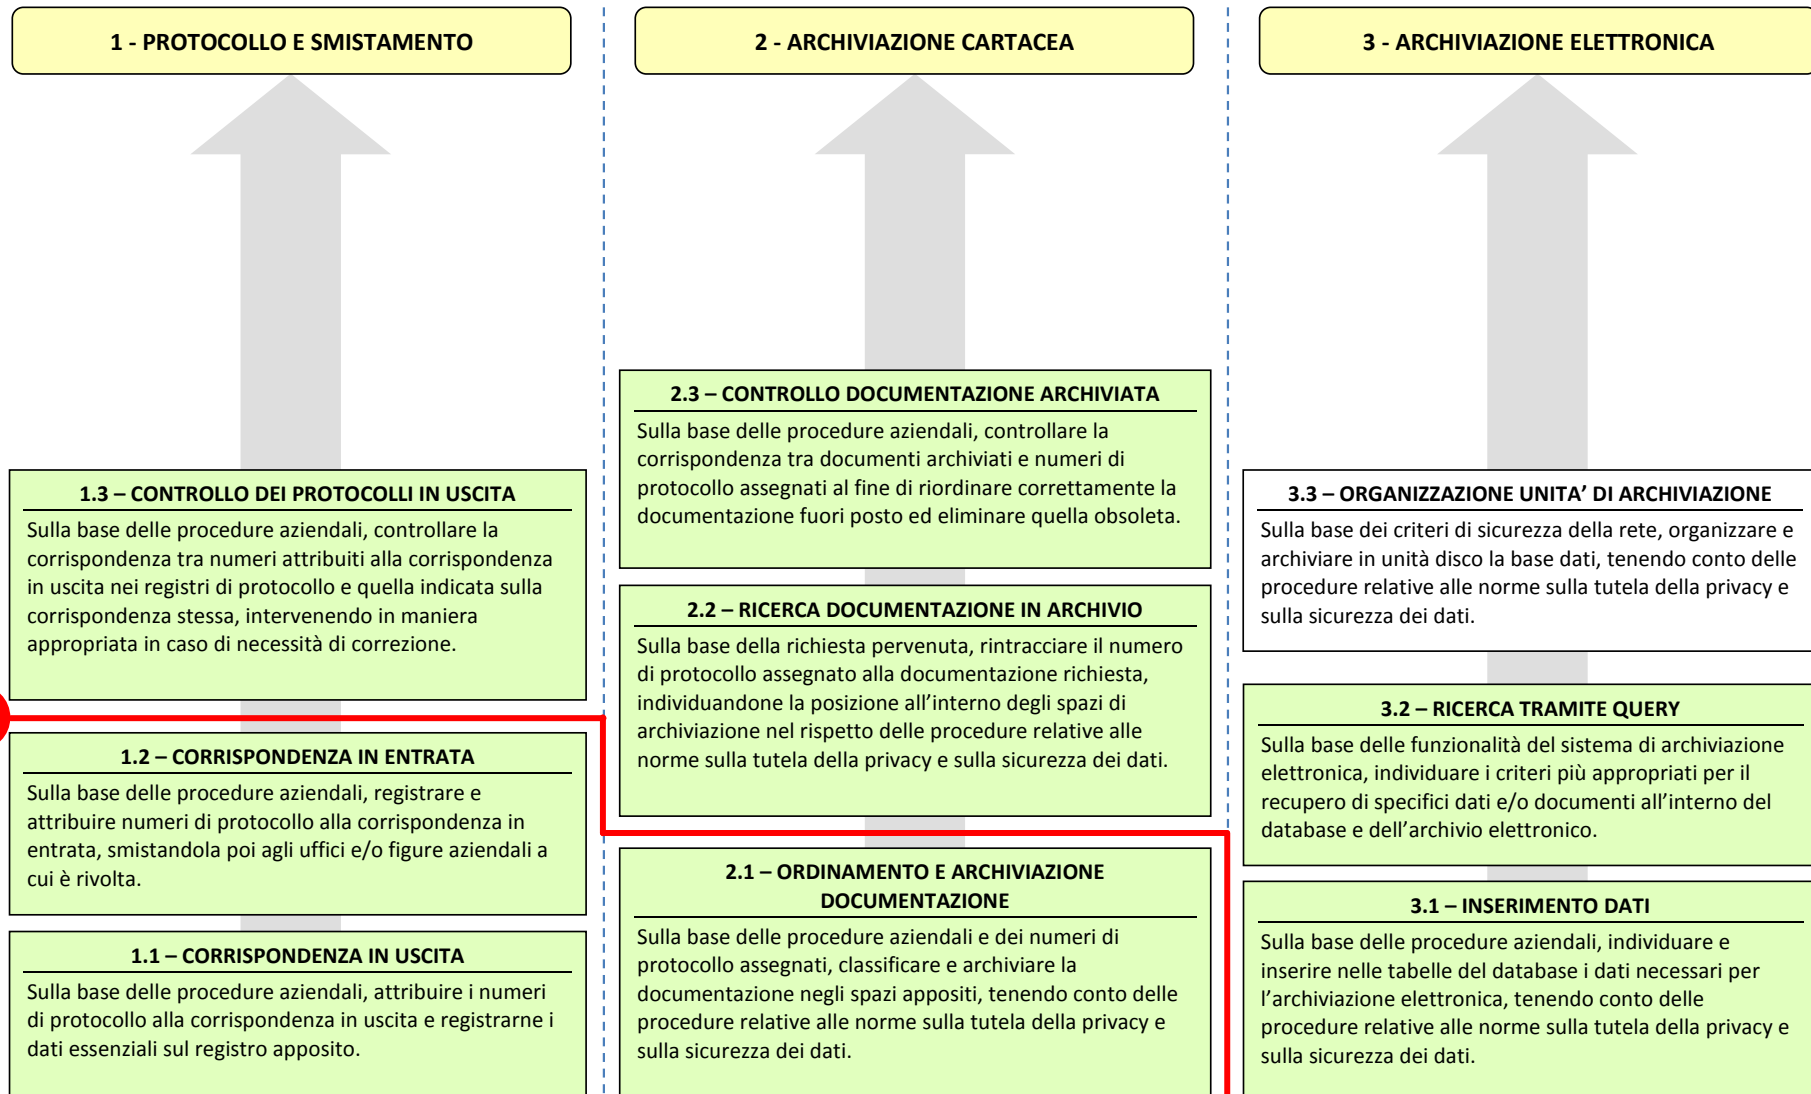 1 - PROTOCOLLO E SMISTAMENTO
1.3 – CONTROLLO DEI PROTOCOLLI IN USCITA
Sulla base delle procedure aziendali, controllare la
corrispondenza tra numeri attribuiti alla corrispondenza
in uscita nei registri di protocollo e quella indicata sulla
corrispondenza stessa, intervenendo in maniera
appropriata in caso di necessità di correzione.
1.2 – CORRISPONDENZA IN ENTRATA
Sulla base delle procedure aziendali, registrare e
attribuire numeri di protocollo alla corrispondenza in
entrata, smistandola poi agli uffici e/o figure aziendali a
cui è rivolta.
1.1 – CORRISPONDENZA IN USCITA
Sulla base delle procedure aziendali, attribuire i numeri
di protocollo alla corrispondenza in uscita e registrarne i
dati essenziali sul registro apposito.
2 - ARCHIVIAZIONE CARTACEA
2.3 – CONTROLLO DOCUMENTAZIONE ARCHIVIATA
Sulla base delle procedure aziendali, controllare la
corrispondenza tra documenti archiviati e numeri di
protocollo assegnati al fine di riordinare correttamente la
documentazione fuori posto ed eliminare quella obsoleta.
2.2 – RICERCA DOCUMENTAZIONE IN ARCHIVIO
Sulla base della richiesta pervenuta, rintracciare il numero
di protocollo assegnato alla documentazione richiesta,
individuandone la posizione all’interno degli spazi di
archiviazione nel rispetto delle procedure relative alle
norme sulla tutela della privacy e sulla sicurezza dei dati.
2.1 – ORDINAMENTO E ARCHIVIAZIONE
DOCUMENTAZIONE
Sulla base delle procedure aziendali e dei numeri di
protocollo assegnati, classificare e archiviare la
documentazione negli spazi appositi, tenendo conto delle
procedure relative alle norme sulla tutela della privacy e
sulla sicurezza dei dati.
3 - ARCHIVIAZIONE ELETTRONICA
3.3 – ORGANIZZAZIONE UNITA’ DI ARCHIVIAZIONE
Sulla base dei criteri di sicurezza della rete, organizzare e
archiviare in unità disco la base dati, tenendo conto delle
procedure relative alle norme sulla tutela della privacy e
sulla sicurezza dei dati.
3.2 – RICERCA TRAMITE QUERY
Sulla base delle funzionalità del sistema di archiviazione
elettronica, individuare i criteri più appropriati per il
recupero di specifici dati e/o documenti all’interno del
database e dell’archivio elettronico.
3.1 – INSERIMENTO DATI
Sulla base delle procedure aziendali, individuare e
inserire nelle tabelle del database i dati necessari per
l’archiviazione elettronica, tenendo conto delle
procedure relative alle norme sulla tutela della privacy e
sulla sicurezza dei dati.